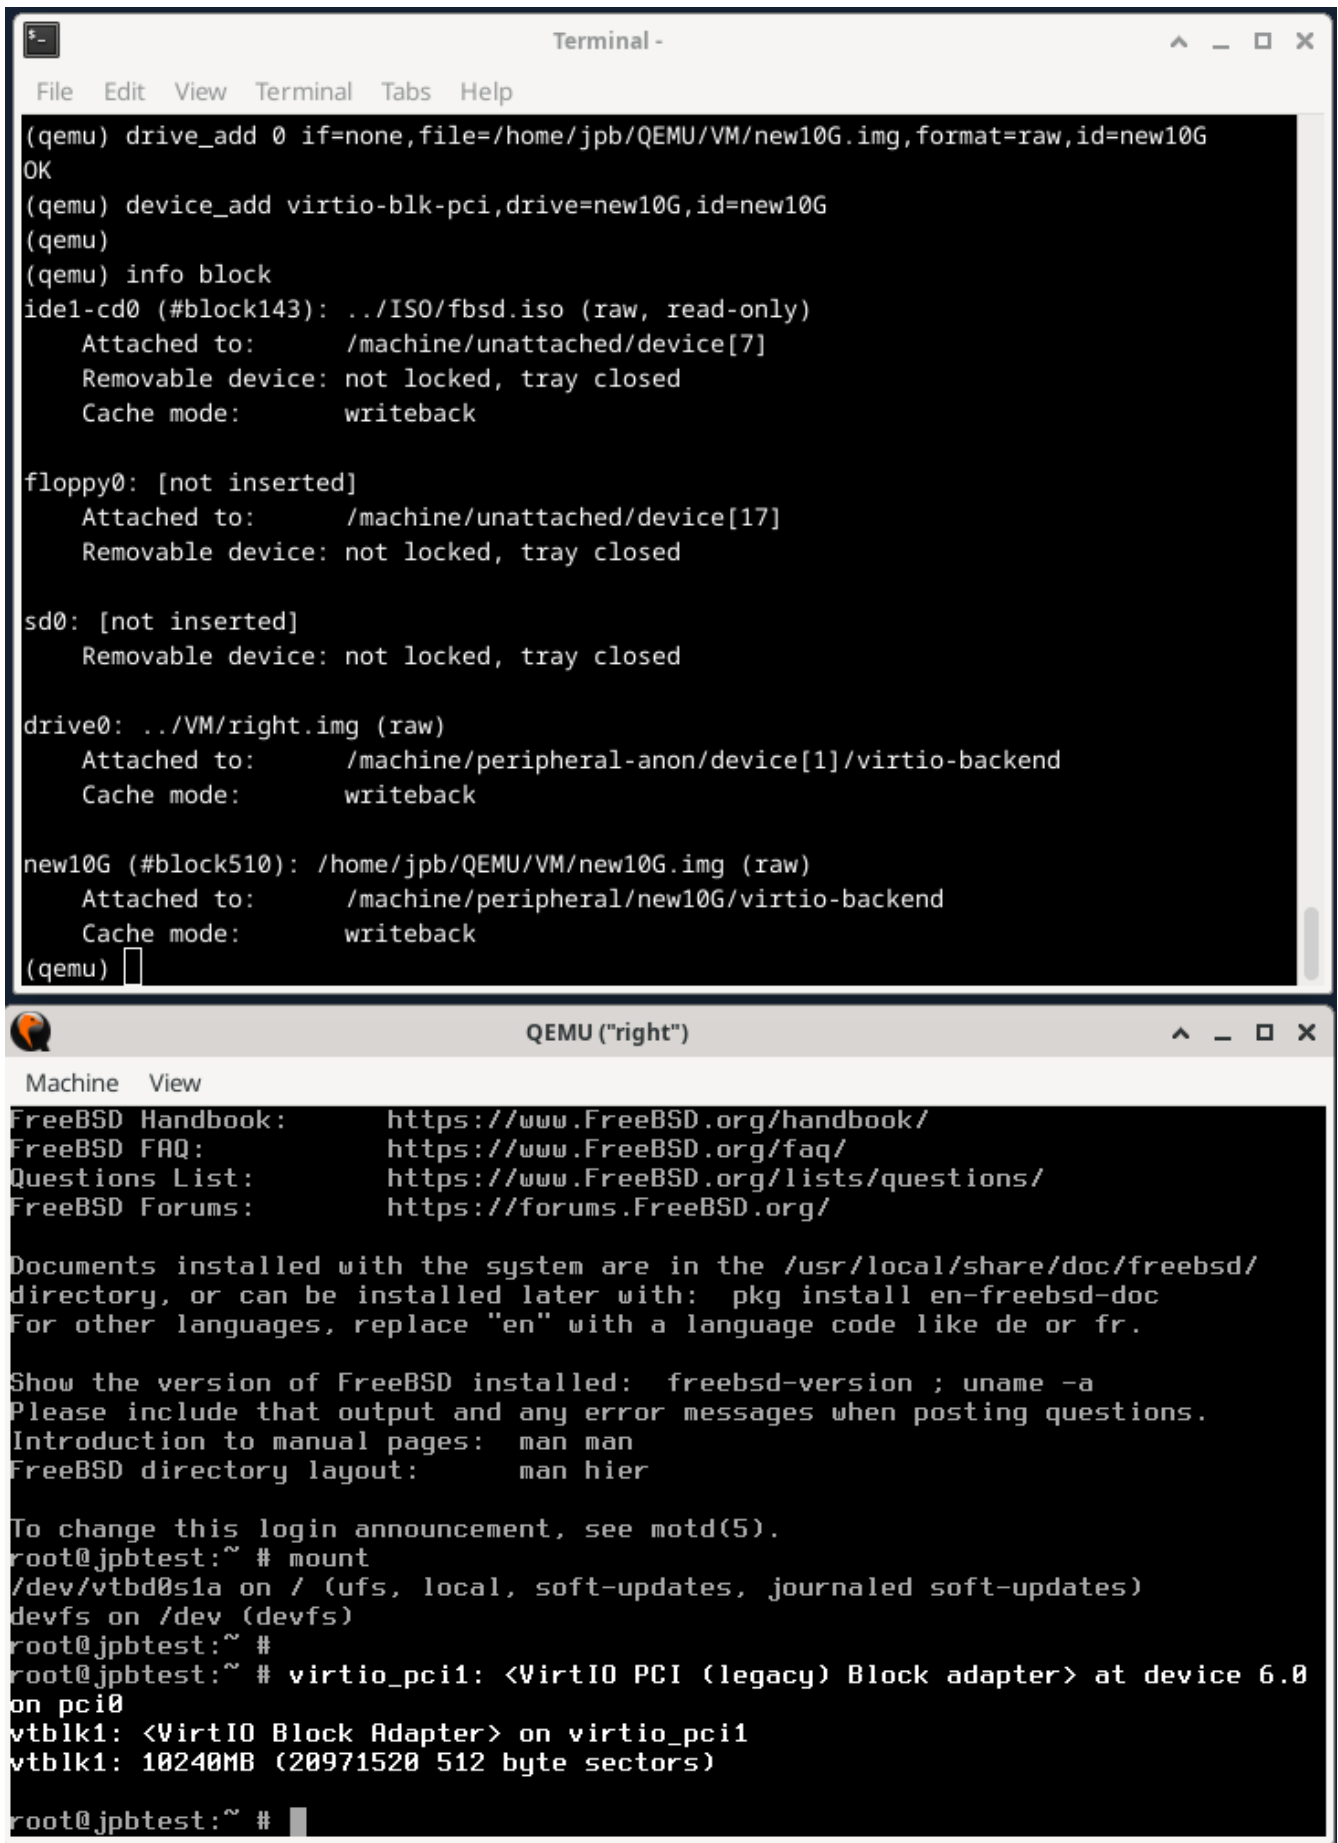 Terminal -
File Edit View Terminal Tabs Help
(qemu) drive_add 0 if=none,file=/home/jpb/QEMU/VM/new10G.img,format=raw,id=new10G
OK
(qemu) device_add virtio-blk-pci,drive=new10G,id=new10G
(qemu)
(qemu) info block
ide1-cd0 (#block143): ../ISO/fbsd.iso (raw, read-only)
    Attached to:      /machine/unattached/device[7]
    Removable device: not locked, tray closed
    Cache mode:       writeback

floppy0: [not inserted]
    Attached to:      /machine/unattached/device[17]
    Removable device: not locked, tray closed

sd0: [not inserted]
    Removable device: not locked, tray closed

drive0: ../VM/right.img (raw)
    Attached to:      /machine/peripheral-anon/device[1]/virtio-backend
    Cache mode:       writeback

new10G (#block510): /home/jpb/QEMU/VM/new10G.img (raw)
    Attached to:      /machine/peripheral/new10G/virtio-backend
    Cache mode:       writeback
(qemu)
QEMU ("right")
Machine View
FreeBSD Handbook:      https://www.FreeBSD.org/handbook/
FreeBSD FAQ:           https://www.FreeBSD.org/faq/
Questions List:        https://www.FreeBSD.org/lists/questions/
FreeBSD Forums:        https://forums.FreeBSD.org/

Documents installed with the system are in the /usr/local/share/doc/freebsd/
directory, or can be installed later with:  pkg install en-freebsd-doc
For other languages, replace "en" with a language code like de or fr.

Show the version of FreeBSD installed:  freebsd-version ; uname -a
Please include that output and any error messages when posting questions.
Introduction to manual pages:  man man
FreeBSD directory layout:      man hier

To change this login announcement, see motd(5).
root@jpbtest:~ # mount
/dev/vtbd0s1a on / (ufs, local, soft-updates, journaled soft-updates)
devfs on /dev (devfs)
root@jpbtest:~ #
root@jpbtest:~ # virtio_pci1: <VirtIO PCI (legacy) Block adapter> at device 6.0
on pci0
vtblk1: <VirtIO Block Adapter> on virtio_pci1
vtblk1: 10240MB (20971520 512 byte sectors)

root@jpbtest:~ #